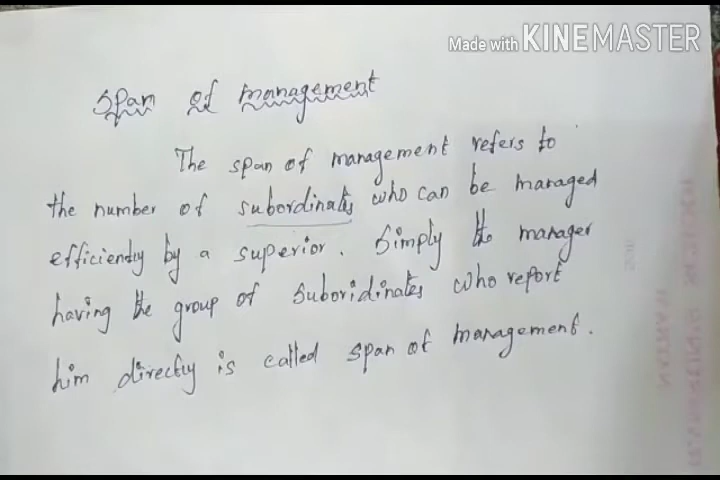 Made with KINEMASTER
Span of management
The span of management refers to
the number of subordinates who can be managed
efficiently by a superior. Simply the manager
having the group of suboridinates who report
him directly is called span of management.